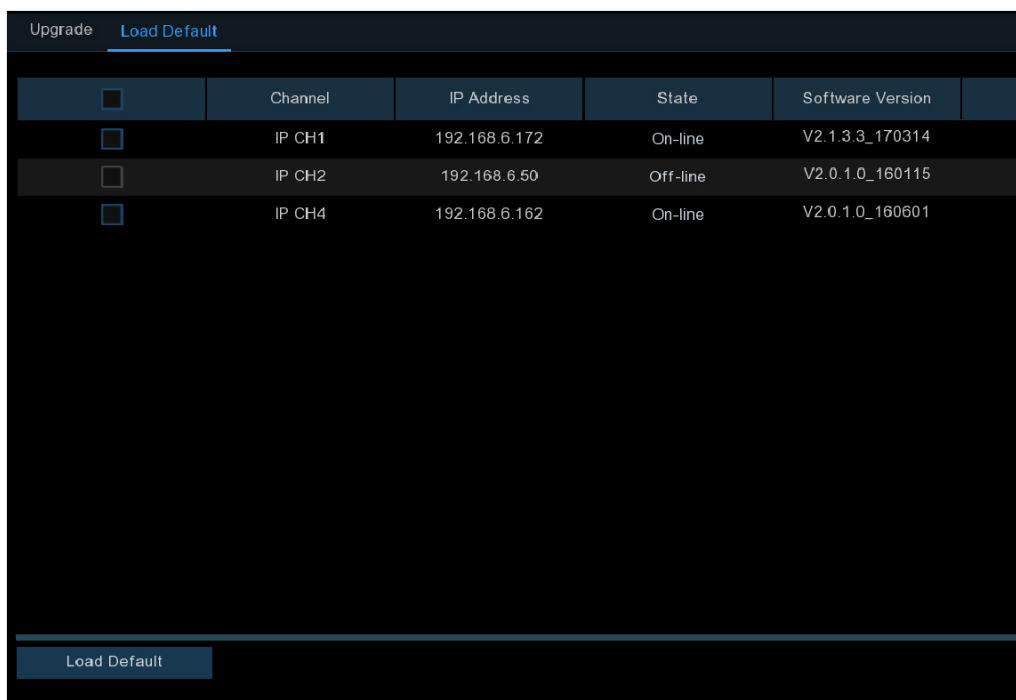 Upgrade Load Default
Channel IP Address State Software Version
IP CH1 192.168.6.172 On-line V2.1.3.3_170314
IP CH2 192.168.6.50 Off-line V2.0.1.0_160115
IP CH4 192.168.6.162 On-line V2.0.1.0_160601
Load Default